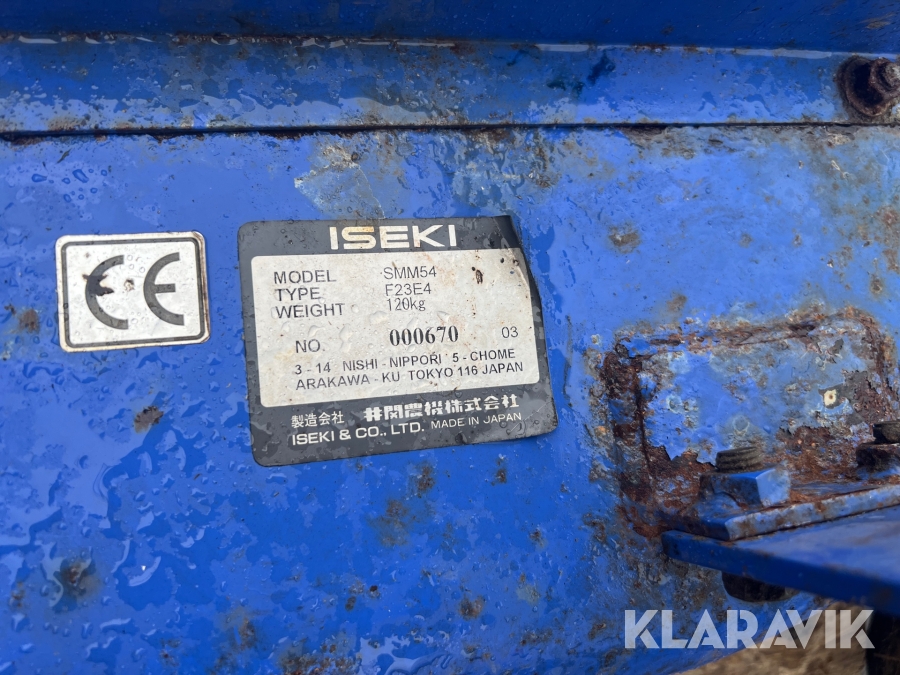 CE
ISEKI
MODEL SMM54
TYPE F23E4
WEIGHT 120kg
NO. 000670 03
3 - 14 NISHI - NIPPORI 5 - CHOME
ARAKAWA - KU TOKYO 116 JAPAN
製造会社 井関農機株式会社
ISEKI & CO., LTD. MADE IN JAPAN
KLARAVIK